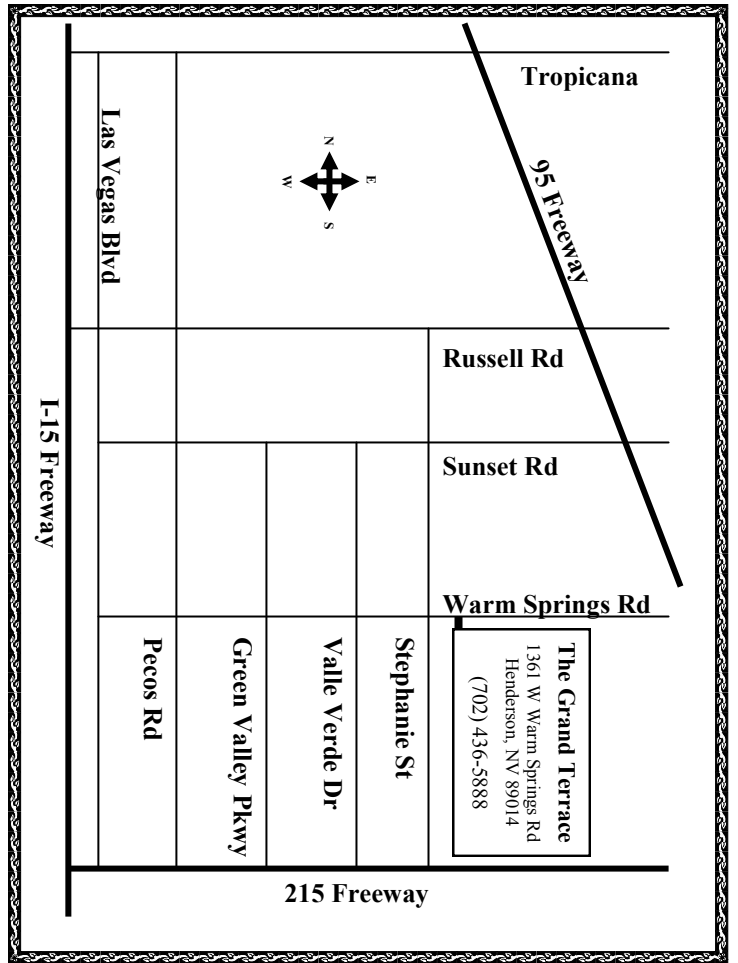 Tropicana
Las Vegas Blvd
N
E
W
S
95 Freeway
Russell Rd
I-15 Freeway
Sunset Rd
Warm Springs Rd
Pecos Rd
Green Valley Pkwy
Valle Verde Dr
Stephanie St
The Grand Terrace
1361 W Warm Springs Rd
Henderson, NV 89014
(702) 436-5888
215 Freeway